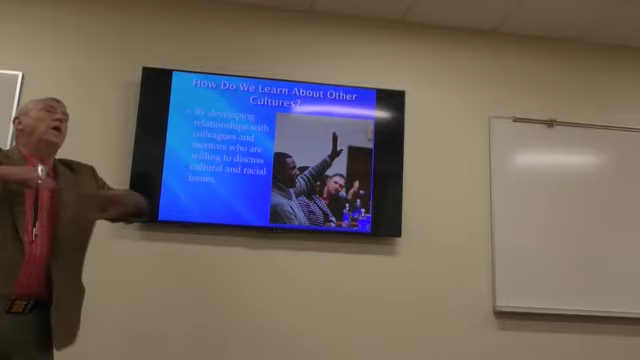 How Do We Learn About Other
Cultures?
By developing
relationships with
colleagues and
mentors who are
willing to discuss
cultural and racial
issues.